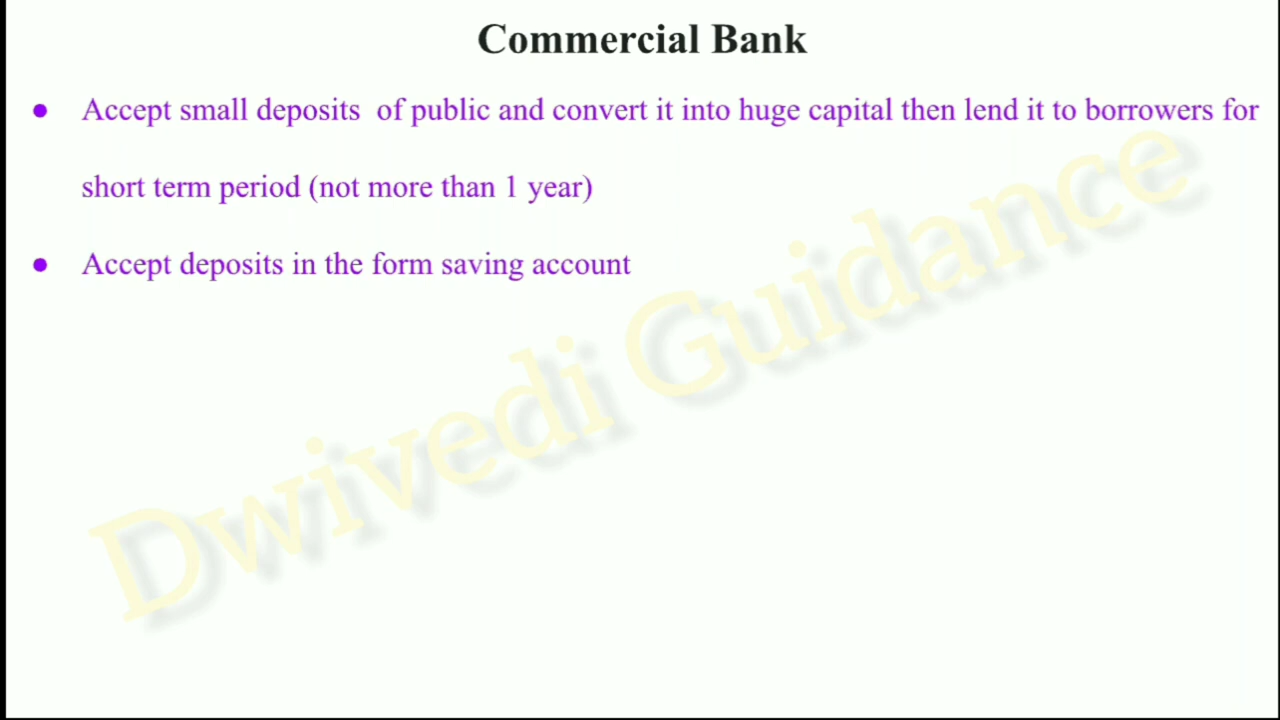 Commercial Bank
● Accept small deposits  of public and convert it into huge capital then lend it to borrowers for
short term period (not more than 1 year)
● Accept deposits in the form saving account
Dwivedi Guidance